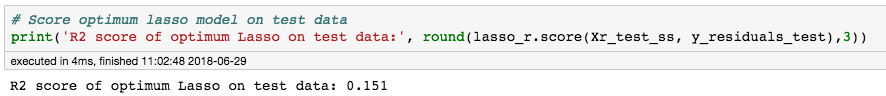 # Score optimum lasso model on test data
print('R2 score of optimum Lasso on test data:', round(lasso_r.score(Xr_test_ss, y_residuals_test),3))
executed in 4ms, finished 11:02:48 2018-06-29
R2 score of optimum Lasso on test data: 0.151